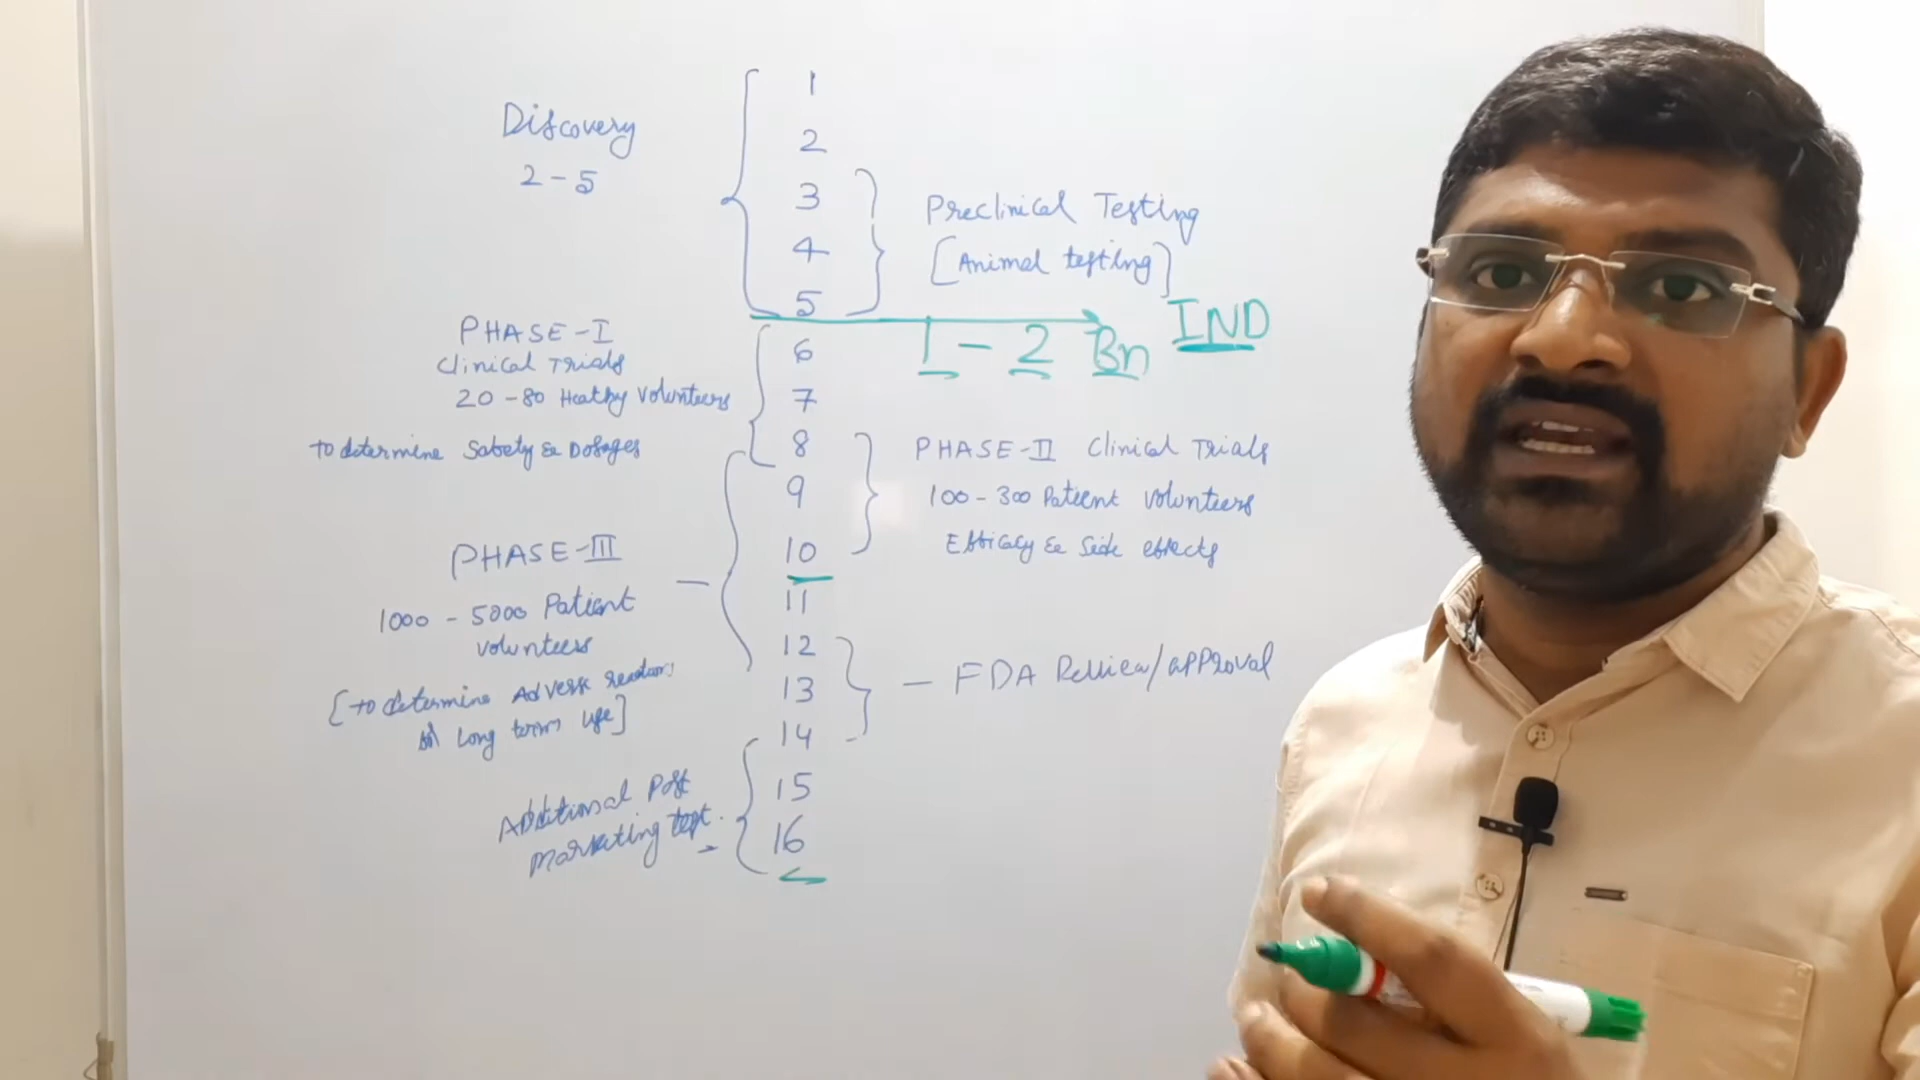 Discovery
2-5
1
2
3
4
5
6
7
8
9
10
11
12
13
14
15
16
Preclinical Testing
[Animal testing]
IND
1 - 2 Bn
PHASE-I
Clinical Trials
20-80 Heathy Volunteers
to determine Safety & Dosages
PHASE-II Clinical Trials
100-300 Patient Volunteers
Efficacy & Side effects
PHASE-III
1000 - 5000 Patient
volunteers
[to determine Adverse reactions
Long term use]
— FDA Review/approval
Additional Post
marketing test.